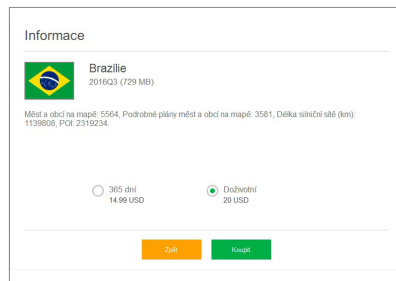 Informace
Brazílie
2016Q3 (729 MB)
Měst a obcí na mapě: 5564, Podrobné plány měst a obcí na mapě: 3581, Délka silniční sítě (km):
1139808, POI: 2319234.
365 dní
14.99 USD
Doživotní
20 USD
Zpět
Koupit